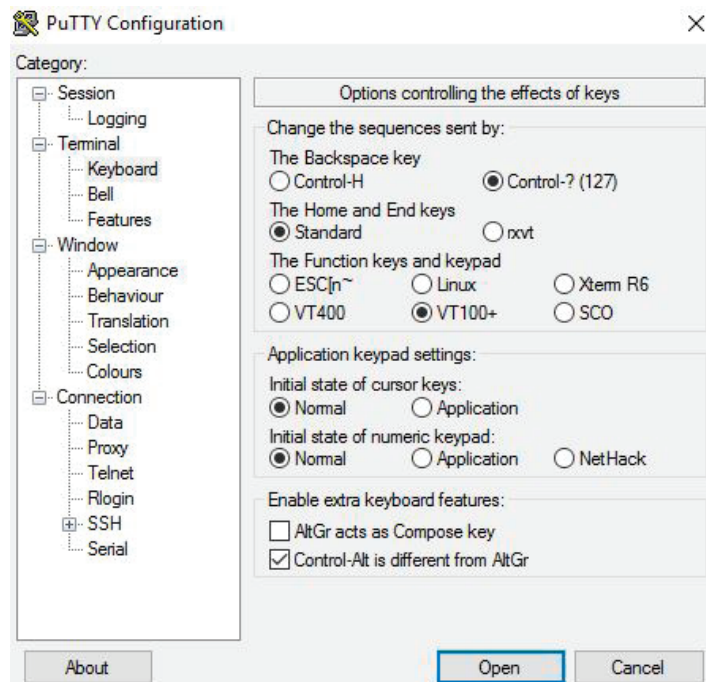 PuTTY Configuration
Category:
Session
Logging
Terminal
Keyboard
Bell
Features
Window
Appearance
Behaviour
Translation
Selection
Colours
Connection
Data
Proxy
Telnet
Rlogin
SSH
Serial
Options controlling the effects of keys
Change the sequences sent by:
The Backspace key
Control-H Control-? (127)
The Home and End keys
Standard rxvt
The Function keys and keypad
ESC[n~ Linux Xterm R6
VT400 VT100+ SCO
Application keypad settings:
Initial state of cursor keys:
Normal Application
Initial state of numeric keypad:
Normal Application NetHack
Enable extra keyboard features:
AltGr acts as Compose key
Control-Alt is different from AltGr
About Open Cancel